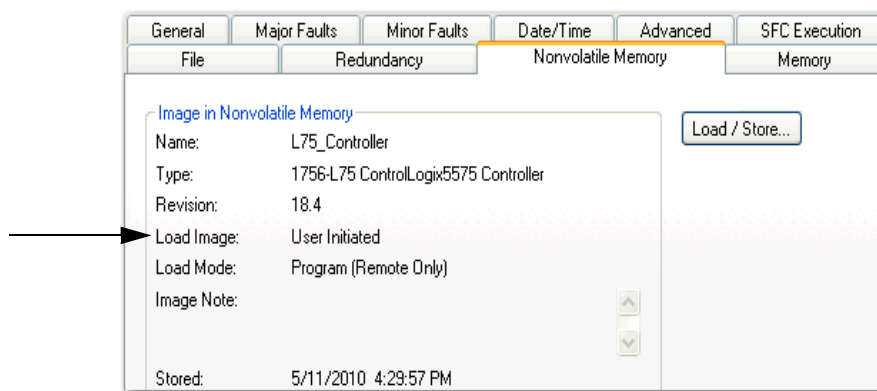 General Major Faults Minor Faults Date/Time Advanced SFC Execution
File Redundancy Nonvolatile Memory Memory
Image in Nonvolatile Memory
Load / Store...
Name: L75_Controller
Type: 1756-L75 ControlLogix5575 Controller
Revision: 18.4
Load Image: User Initiated
Load Mode: Program (Remote Only)
Image Note:
Stored: 5/11/2010 4:29:57 PM